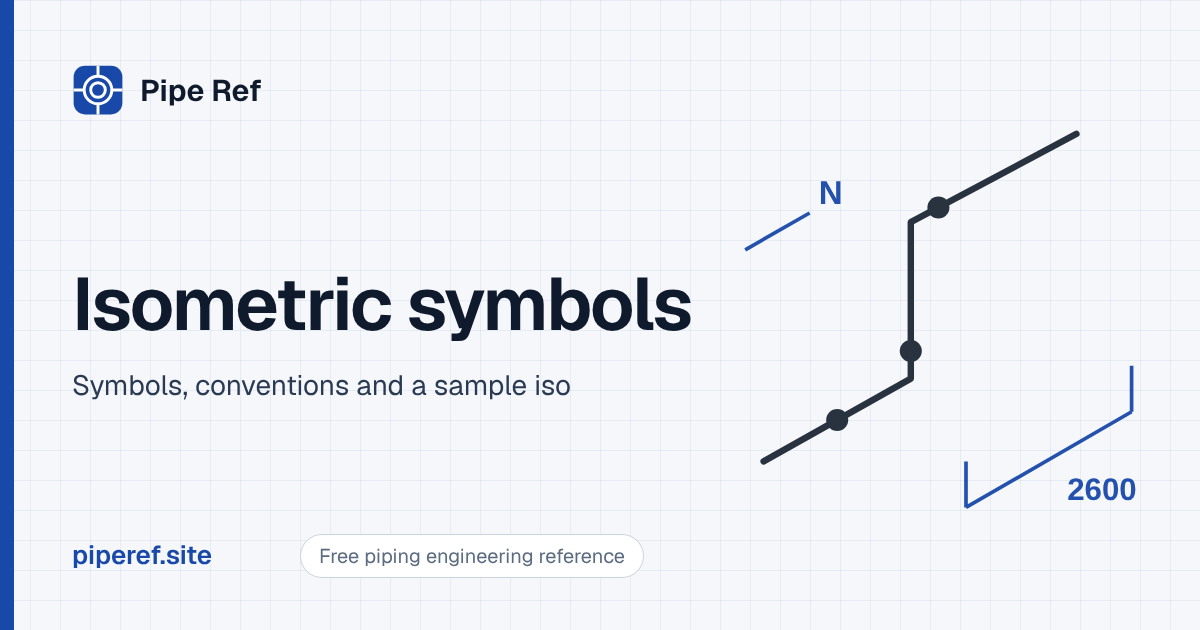 Pipe Ref
N
Isometric symbols
Symbols, conventions and a sample iso
2600
piperef.site
Free piping engineering reference